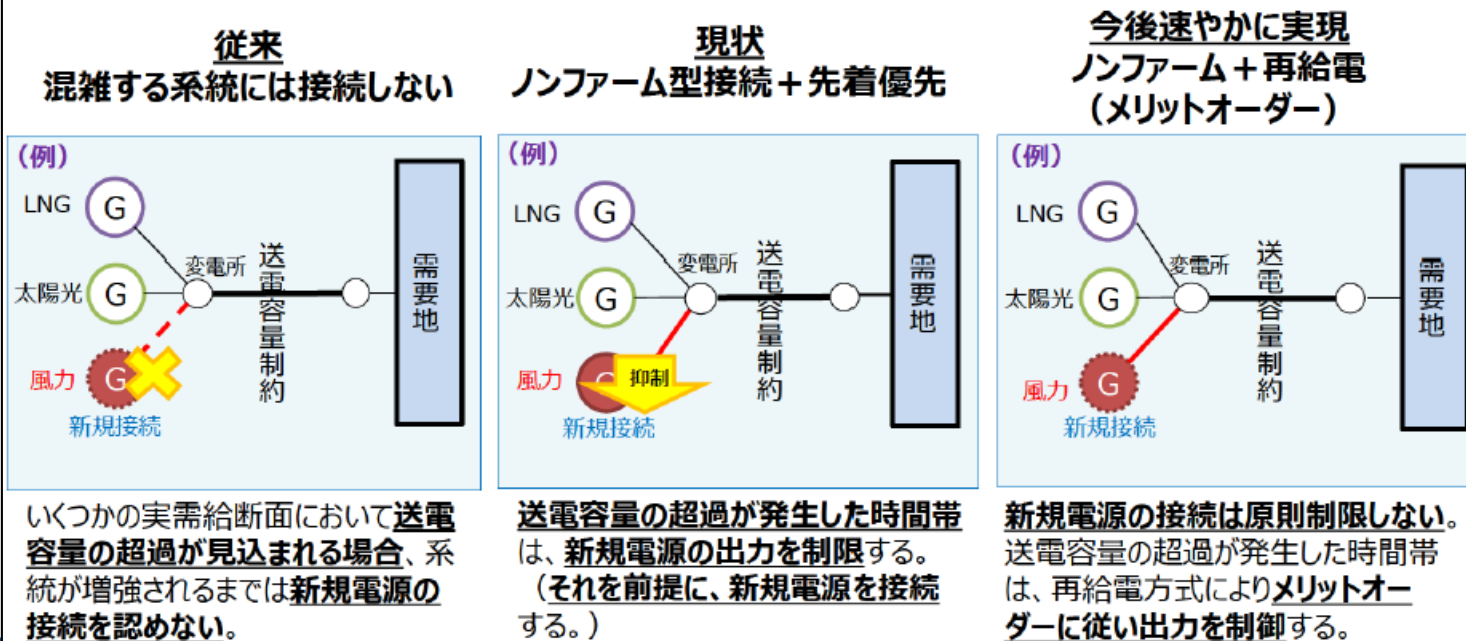 従来
混雑する系統には接続しない
(例)
LNG
G
太陽光
G
風力
G
新規接続
変電所
送電容量制約
需要地
いくつかの実需給断面において送電
容量の超過が見込まれる場合、系
統が増強されるまでは新規電源の
接続を認めない。
現状
ノンファーム型接続+先着優先
(例)
LNG
G
太陽光
G
風力
G
抑制
新規接続
変電所
送電容量制約
需要地
送電容量の超過が発生した時間帯
は、新規電源の出力を制限する。
(それを前提に、新規電源を接続
する。)
今後速やかに実現
ノンファーム+再給電
(メリットオーダー)
(例)
LNG
G
太陽光
G
風力
G
新規接続
変電所
送電容量制約
需要地
新規電源の接続は原則制限しない。
送電容量の超過が発生した時間帯
は、再給電方式によりメリットオー
ダーに従い出力を制御する。